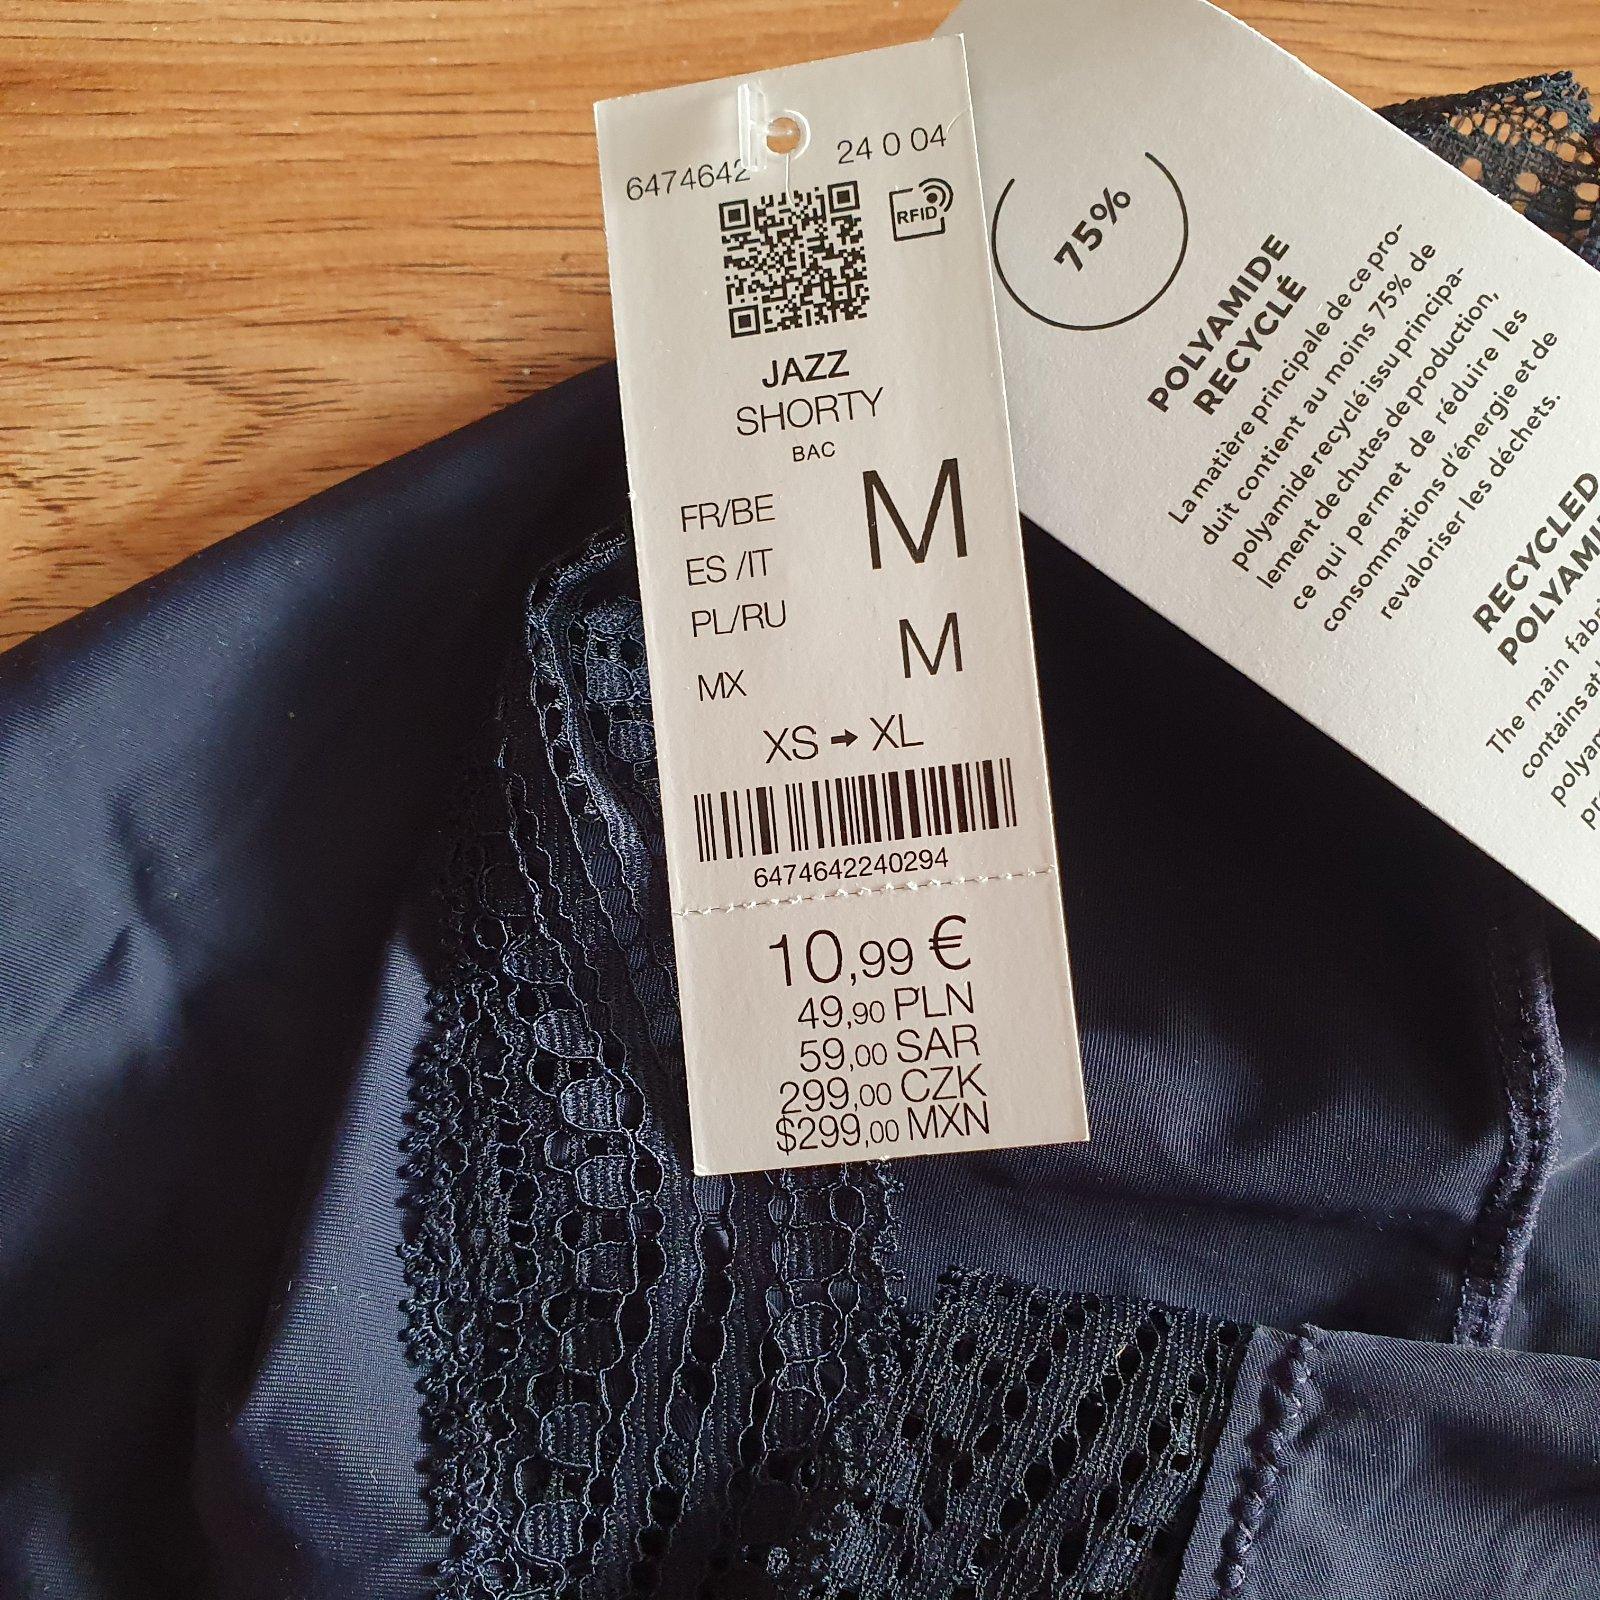 6474642
24 0 04
RFID
JAZZ
SHORTY
BAC
FR/BE
ES /IT
PL/RU
M
MX
M
XS ➞ XL
6474642240294
10,99 €
49,90 PLN
59,00 SAR
299,00 CZK
$299,00 MXN
75%
POLYAMIDE
RECYCLÉ
La matière principale de ce pro-
duit contient au moins 75% de
polyamide recyclé issu principa-
lement de chutes de production,
ce qui permet de réduire les
consommations d'énergie et de
revaloriser les déchets.
RECYCLED
The main
contains at